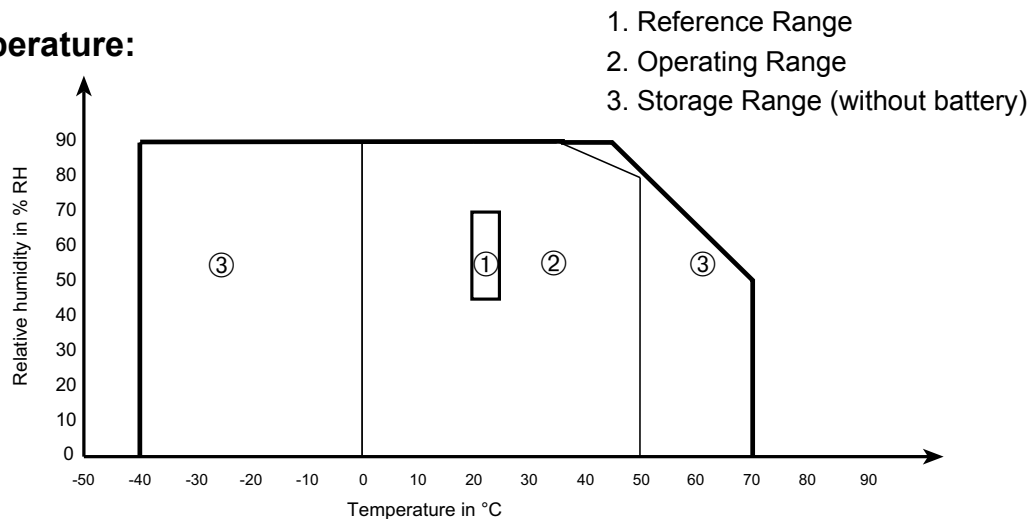 perature:
1. Reference Range
2. Operating Range
3. Storage Range (without battery)
Relative humidity in % RH
90
80
70
60
50
40
30
20
10
0
③ ① ② ③
-50 -40 -30 -20 -10 0 10 20 30 40 50 60 70 80 90
Temperature in °C